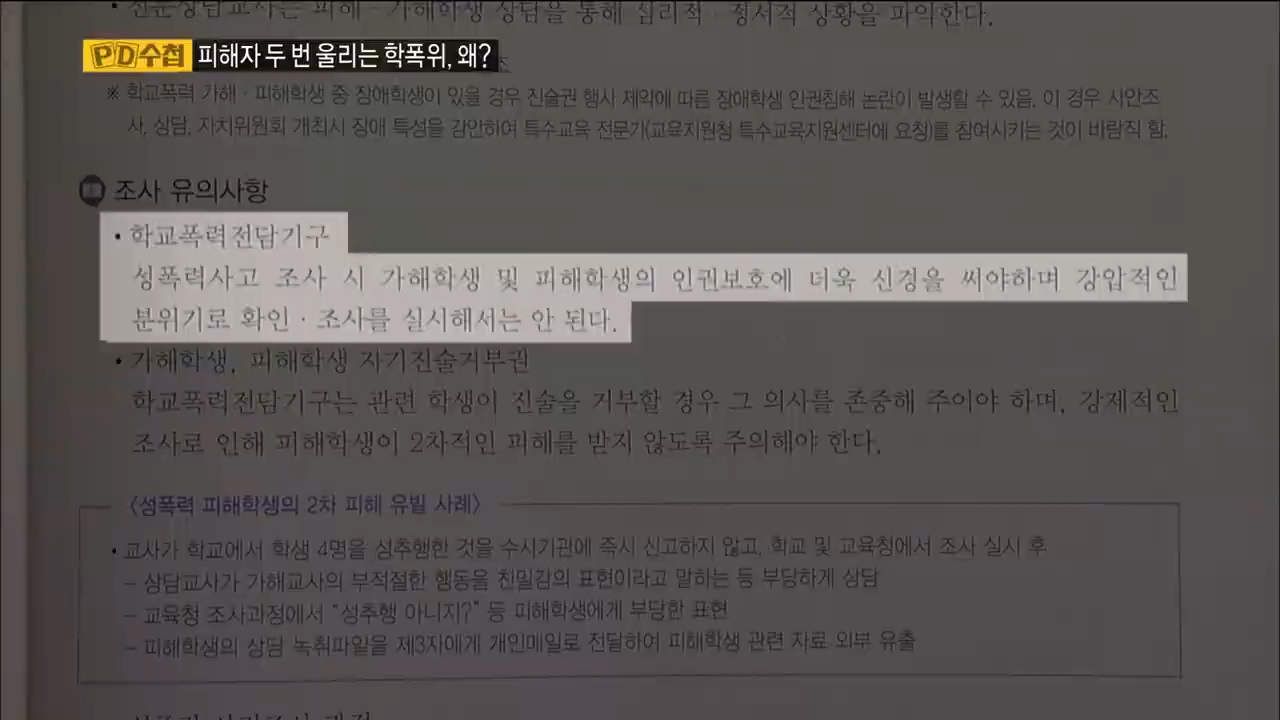 · 전문상담교사는 피해 · 가해학생 상담을 통해 심리적 · 정서적 상황을 파악한다.
PD수첩 피해자 두 번 울리는 학폭위, 왜?
※ 학교폭력 가해 · 피해학생 중 장애학생이 있을 경우 진술권 행사 제약에 따름 장애학생 인권침해 논란이 발생할 수 있음. 이 경우 사안조
사, 상담, 자치위원회 개최시 장애 특성을 감안하여 특수교육 전문가(교육지원청 특수교육지원센터에 요청)를 참여시키는 것이 바람직 함.
조사 유의사항
· 학교폭력전담기구
성폭력사고 조사 시 가해학생 및 피해학생의 인권보호에 더욱 신경을 써야하며 강압적인
분위기로 확인 · 조사를 실시해서는 안 된다.
· 가해학생, 피해학생 자기진술거부권
학교폭력전담기구는 관련 학생이 진술을 거부할 경우 그 의사를 존중해 주어야 하며, 강제적인
조사로 인해 피해학생이 2차적인 피해를 받지 않도록 주의해야 한다.
〈성폭력 피해학생의 2차 피해 유발 사례〉
· 교사가 학교에서 학생 4명을 성추행한 것을 수사기관에 즉시 신고하지 않고, 학교 및 교육청에서 조사 실시 후
– 상담교사가 가해교사의 부적절한 행동을 친밀감의 표현이라고 말하는 등 부당하게 상담
– 교육청 조사과정에서 “성추행 아니지?” 등 피해학생에게 부당한 표현
– 피해학생의 상담 녹취파일을 제3자에게 개인메일로 전달하여 피해학생 관련 자료 외부 유출